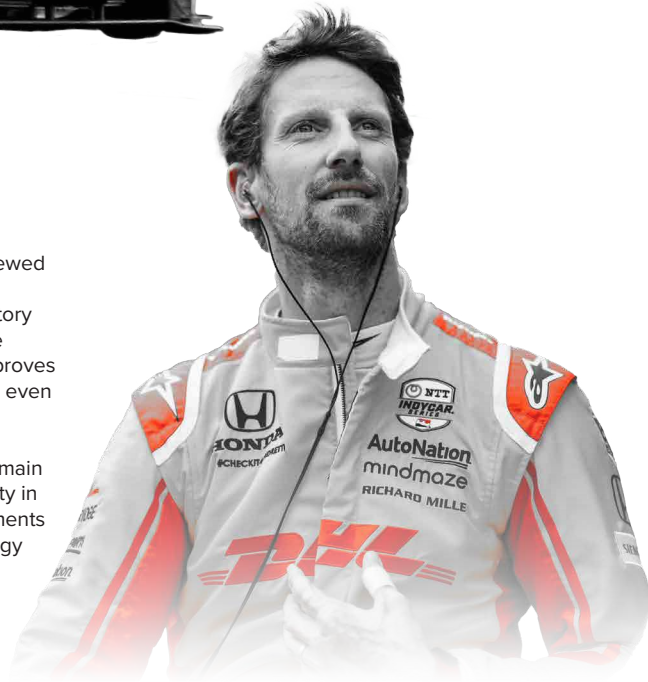 ewed
tory
e
proves
even
main
ty in
ments
gy
HONDA
NTT
INDYCAR
SERIES
AutoNation
mindmaze
RICHARD MILLE
DHL